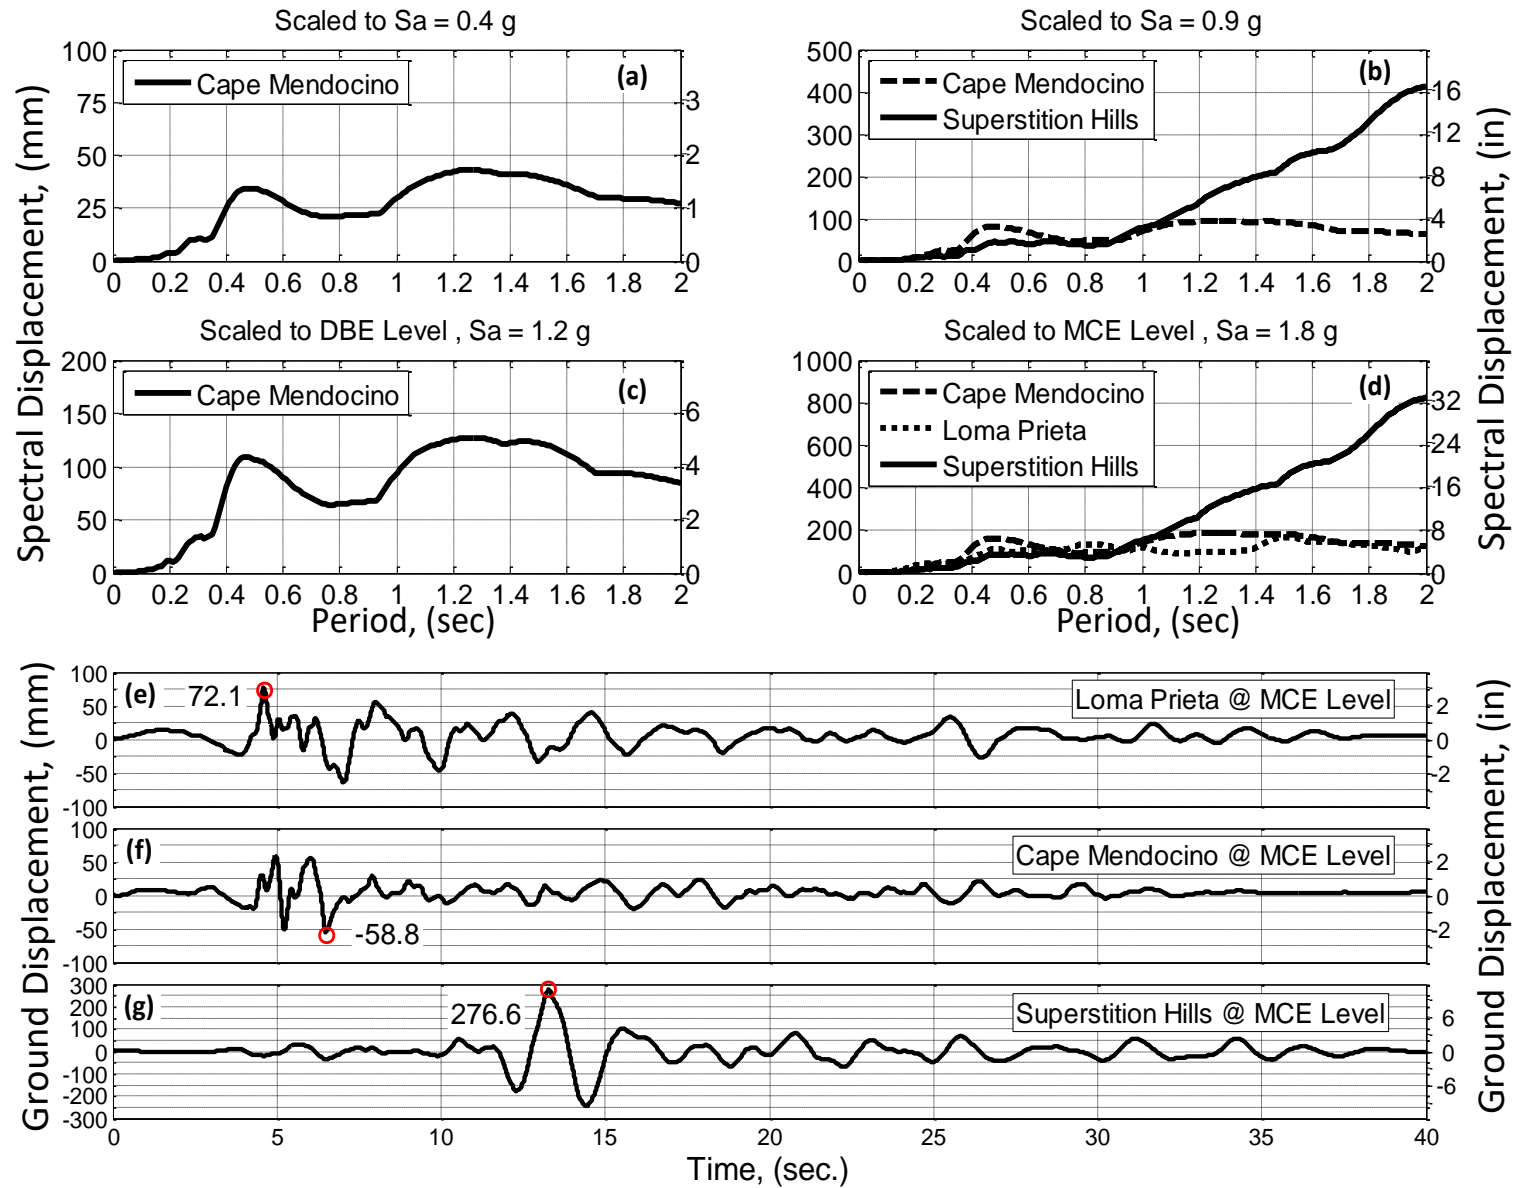 Scaled to Sa = 0.4 g
Scaled to Sa = 0.9 g
(a)
Cape Mendocino
100
75
50
25
0
3
2
1
0
0 0.2 0.4 0.6 0.8 1 1.2 1.4 1.6 1.8 2
(b)
Cape Mendocino
Superstition Hills
500
400
300
200
100
0
16
12
8
4
0
0 0.2 0.4 0.6 0.8 1 1.2 1.4 1.6 1.8 2
Scaled to DBE Level , Sa = 1.2 g
Scaled to MCE Level , Sa = 1.8 g
(c)
Cape Mendocino
200
150
100
50
0
6
4
2
0
0 0.2 0.4 0.6 0.8 1 1.2 1.4 1.6 1.8 2
Period, (sec)
(d)
Cape Mendocino
Loma Prieta
Superstition Hills
1000
800
600
400
200
0
32
24
16
8
0
0 0.2 0.4 0.6 0.8 1 1.2 1.4 1.6 1.8 2
Period, (sec)
Spectral Displacement, (mm)
Spectral Displacement, (in)
(e)
72.1
Loma Prieta @ MCE Level
100
50
0
-50
-100
2
0
-2
(f)
-58.8
Cape Mendocino @ MCE Level
100
50
0
-50
-100
2
0
-2
(g)
276.6
Superstition Hills @ MCE Level
300
200
100
0
-100
-200
-300
6
0
-6
0 5 10 15 20 25 30 35 40
Time, (sec.)
Ground Displacement, (mm)
Ground Displacement, (in)